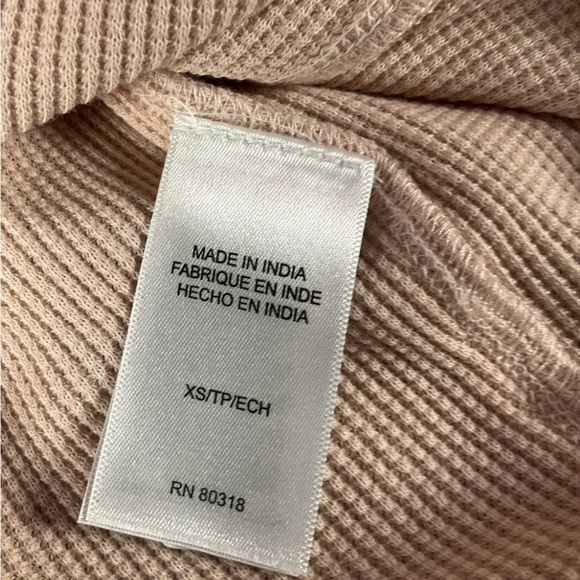 MADE IN INDIA
FABRIQUE EN INDE
HECHO EN INDIA
XS/TP/ECH
RN 80318